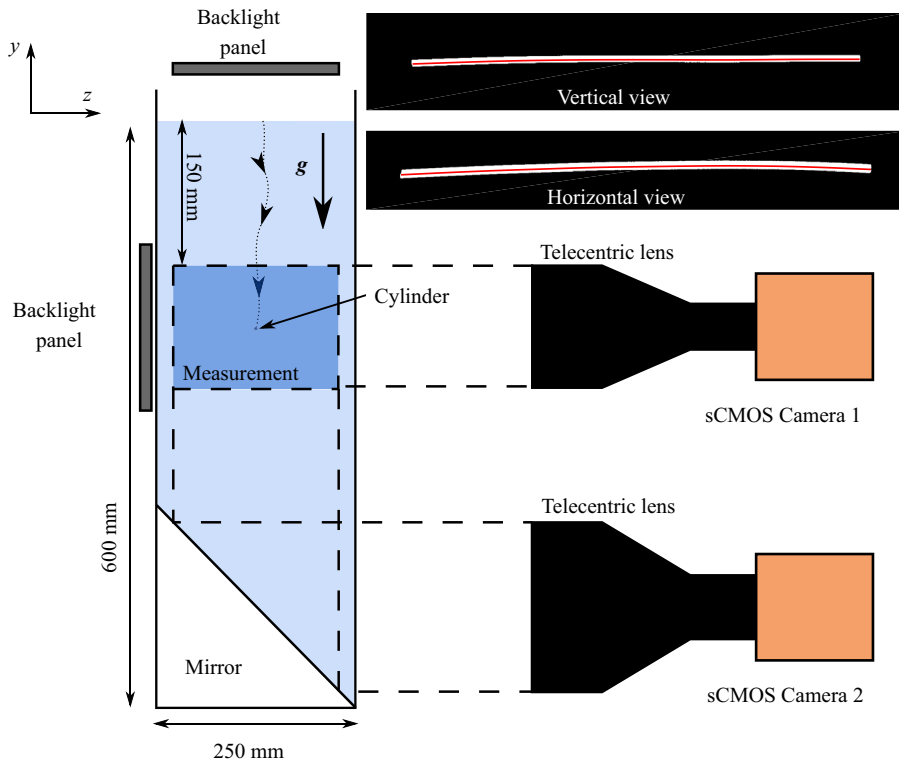 Backlight
panel
y
z
Vertical view
Horizontal view
150 mm
g
Telecentric lens
Backlight
panel
Cylinder
Measurement
sCMOS Camera 1
Telecentric lens
600 mm
Mirror
sCMOS Camera 2
250 mm